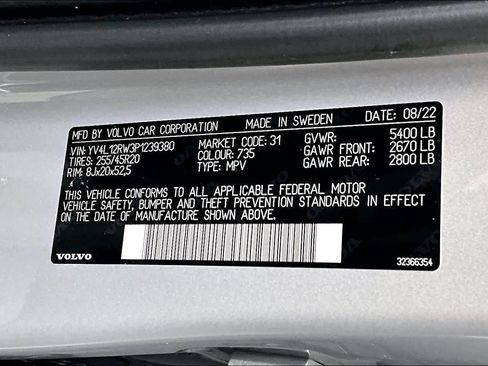 MFD BY VOLVO CAR CORPORATION MADE IN SWEDEN DATE: 08/22
VIN: YV4L12RW3P1239380 MARKET CODE: 31 GVWR: 5400 LB
TIRES: 255/45R20 COLOUR: 735 GAWR FRONT: 2670 LB
RIM: 8Jx20x52,5 TYPE: MPV GAWR REAR: 2800 LB
THIS VEHICLE CONFORMS TO ALL APPLICABLE FEDERAL MOTOR
VEHICLE SAFETY, BUMPER AND THEFT PREVENTION STANDARDS IN EFFECT
ON THE DATE OF MANUFACTURE SHOWN ABOVE.
VOLVO 32366354